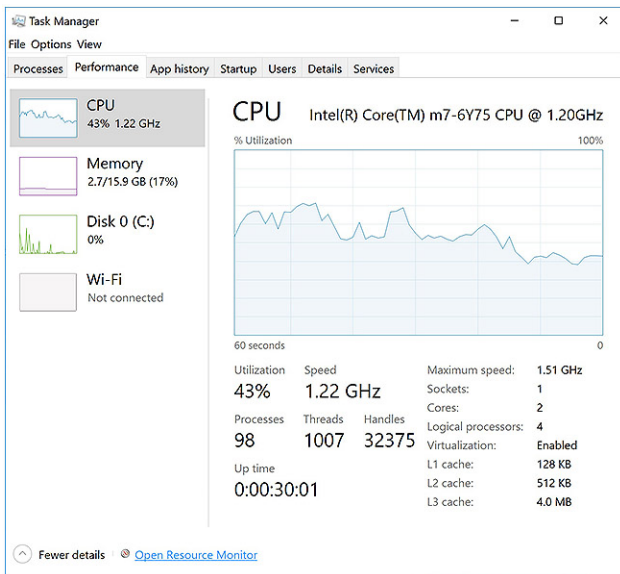 Task Manager
File Options View
Processes Performance App history Startup Users Details Services
CPU
43% 1.22 GHz
Memory
2.7/15.9 GB (17%)
Disk 0 (C:)
0%
Wi-Fi
Not connected
CPU Intel(R) Core(TM) m7-6Y75 CPU @ 1.20GHz
% Utilization 100%
60 seconds 0
Utilization Speed
43% 1.22 GHz
Processes Threads Handles
98 1007 32375
Up time
0:00:30:01
Maximum speed: 1.51 GHz
Sockets: 1
Cores: 2
Logical processors: 4
Virtualization: Enabled
L1 cache: 128 KB
L2 cache: 512 KB
L3 cache: 4.0 MB
Fewer details Open Resource Monitor